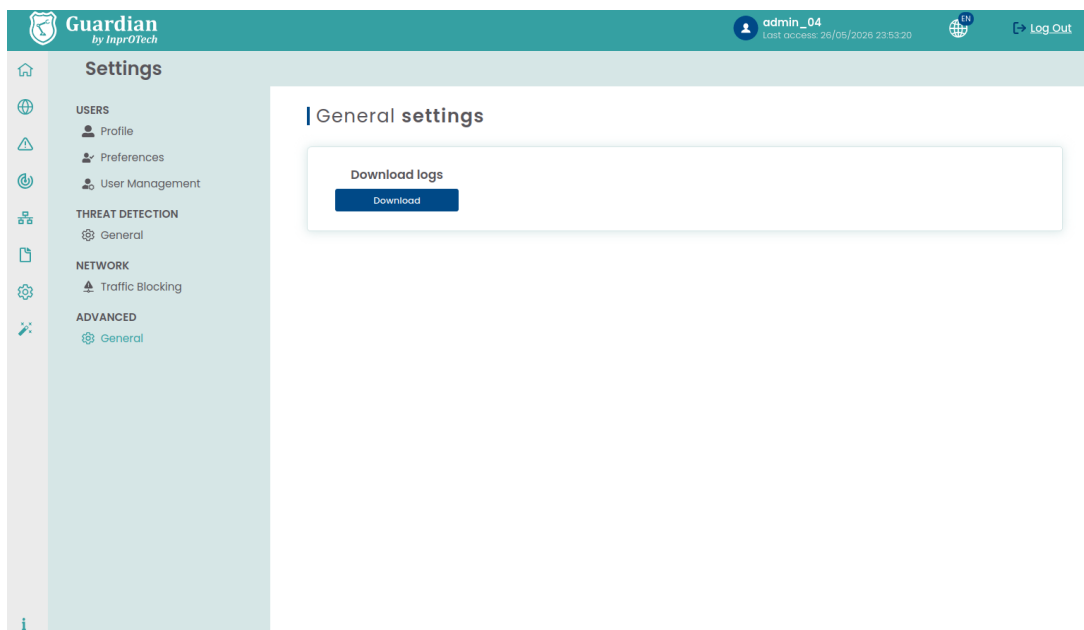 Guardian
by InprOTech
admin_04
Last access: 26/05/2026 23:53:20
EN
Log Out
Settings
USERS
Profile
Preferences
User Management
THREAT DETECTION
General
NETWORK
Traffic Blocking
ADVANCED
General
General settings
Download logs
Download